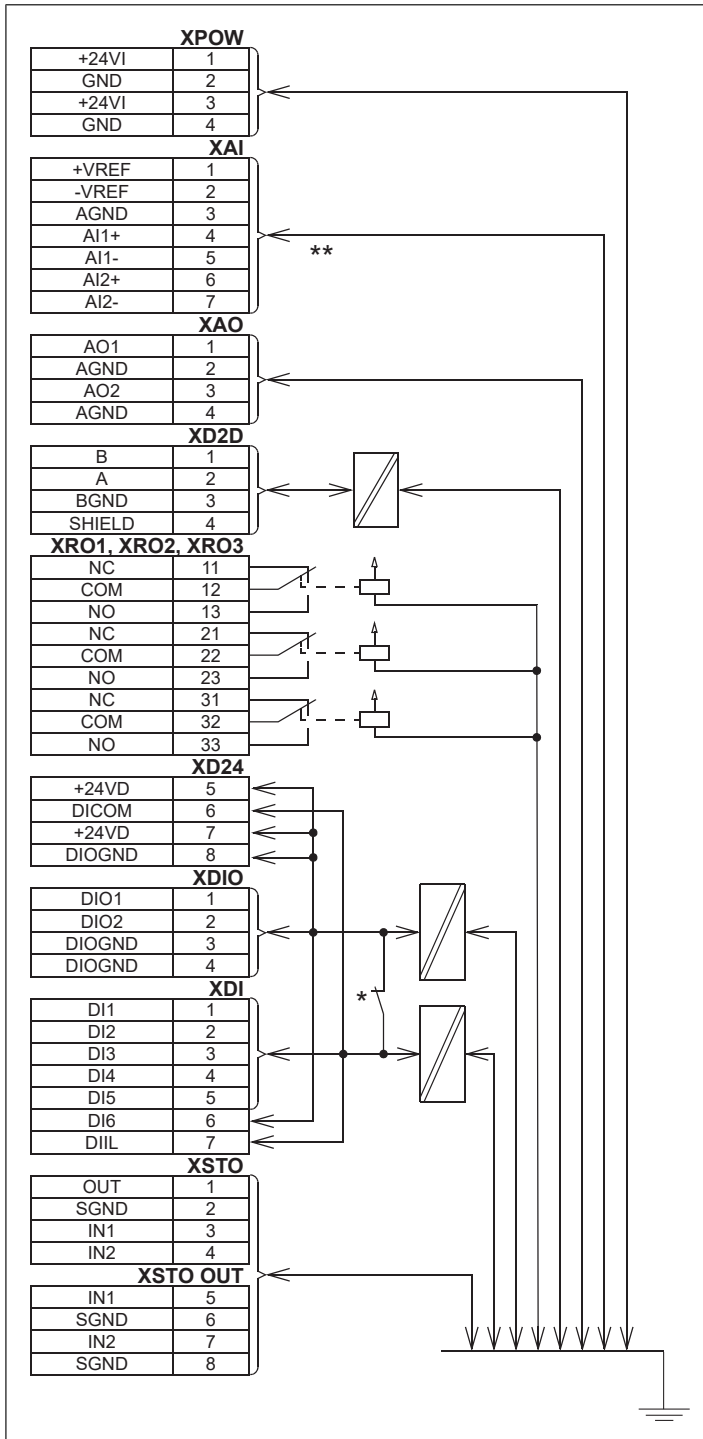 XPOW
+24VI 1
GND 2
+24VI 3
GND 4
XAI
+VREF 1
-VREF 2
AGND 3
AI1+ 4
AI1- 5
AI2+ 6
AI2- 7
**
XAO
AO1 1
AGND 2
AO2 3
AGND 4
XD2D
B 1
A 2
BGND 3
SHIELD 4
XRO1, XRO2, XRO3
NC 11
COM 12
NO 13
NC 21
COM 22
NO 23
NC 31
COM 32
NO 33
XD24
+24VD 5
DICOM 6
+24VD 7
DIOGND 8
XDIO
DIO1 1
DIO2 2
DIOGND 3
DIOGND 4
XDI
*
DI1 1
DI2 2
DI3 3
DI4 4
DI5 5
DI6 6
DIIL 7
XSTO
OUT 1
SGND 2
IN1 3
IN2 4
XSTO OUT
IN1 5
SGND 6
IN2 7
SGND 8